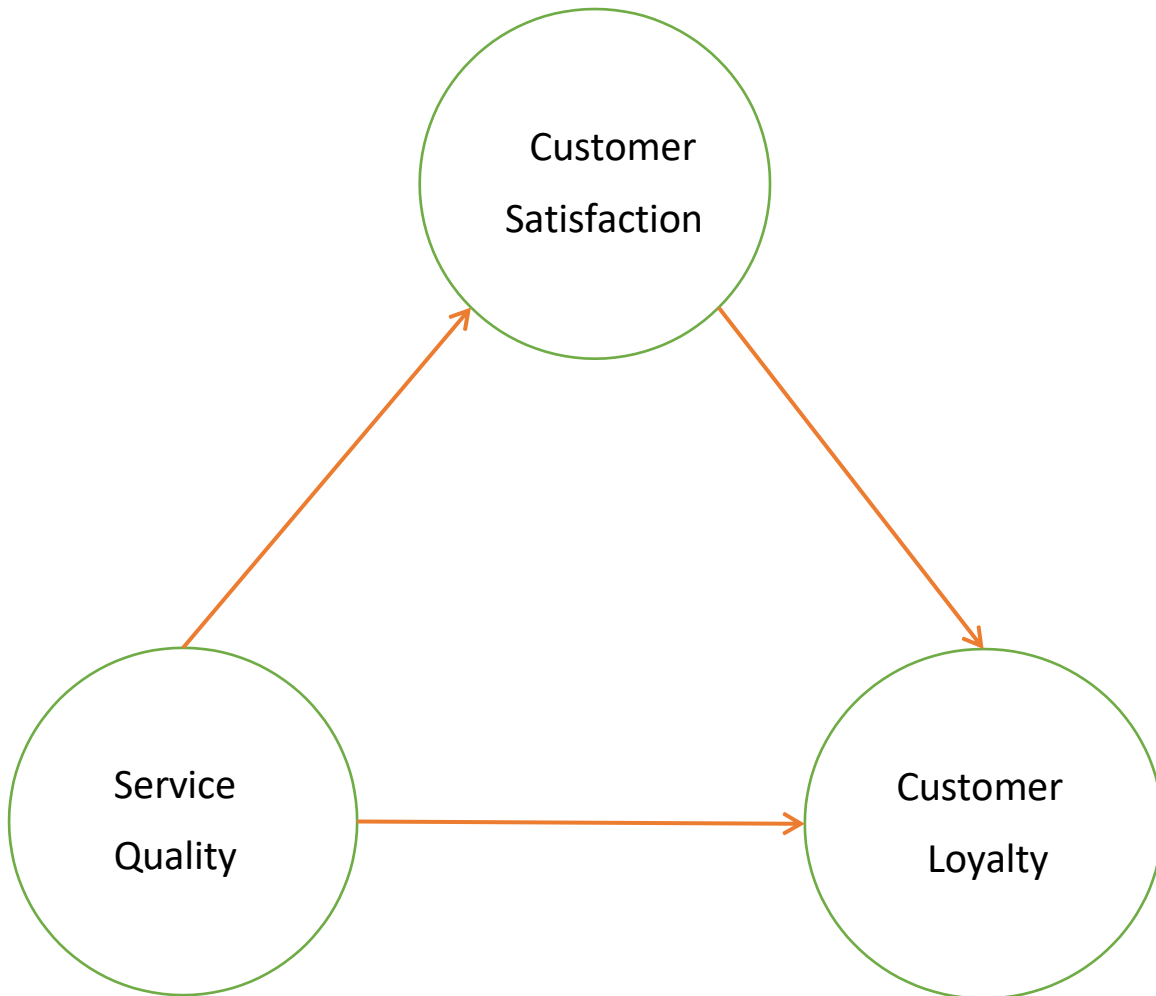 Customer
Satisfaction
Service
Quality
Customer
Loyalty